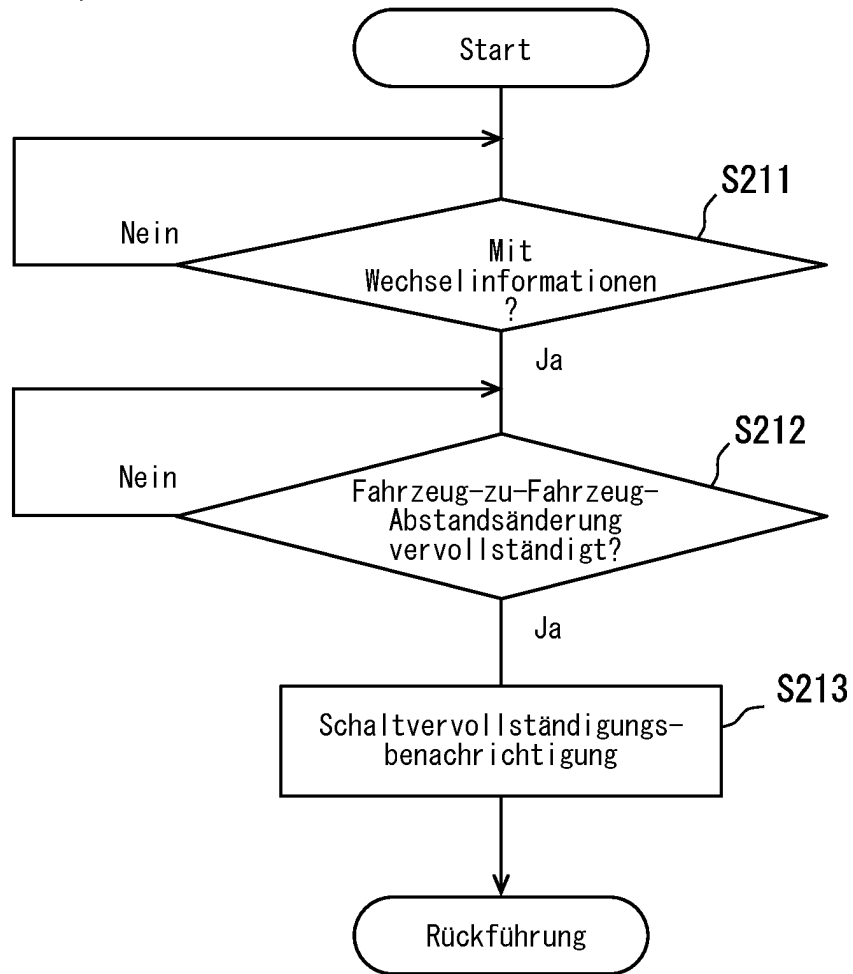 Start
S211
Nein
Mit
Wechselinformationen
?
Ja
S212
Nein
Fahrzeug-zu-Fahrzeug-
Abstandsänderung
vervollständigt?
Ja
S213
Schaltvervollständigungs-
benachrichtigung
Rückführung